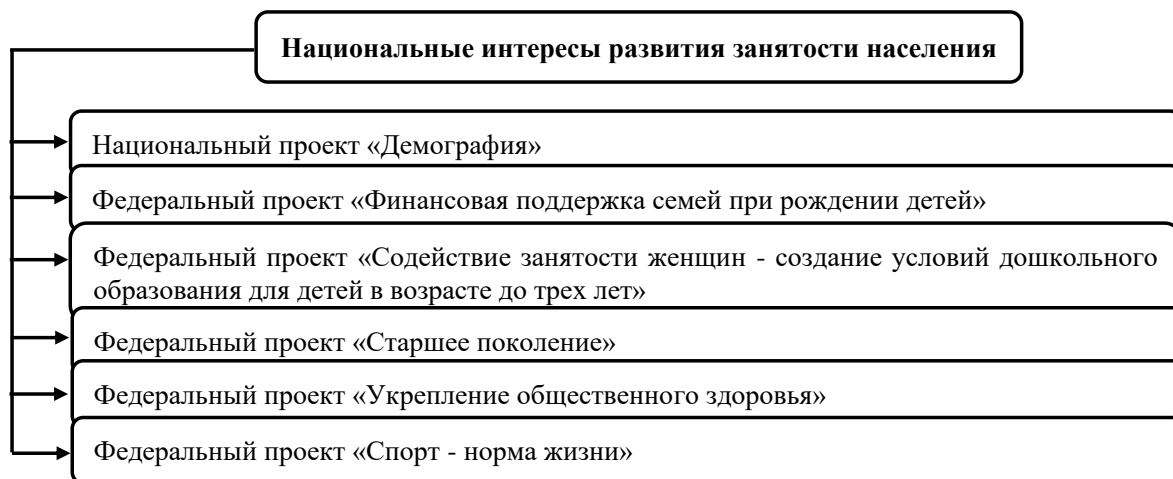 Национальные интересы развития занятости населения
Национальный проект «Демография»
Федеральный проект «Финансовая поддержка семей при рождении детей»
Федеральный проект «Содействие занятости женщин - создание условий дошкольного
образования для детей в возрасте до трех лет»
Федеральный проект «Старшее поколение»
Федеральный проект «Укрепление общественного здоровья»
Федеральный проект «Спорт - норма жизни»